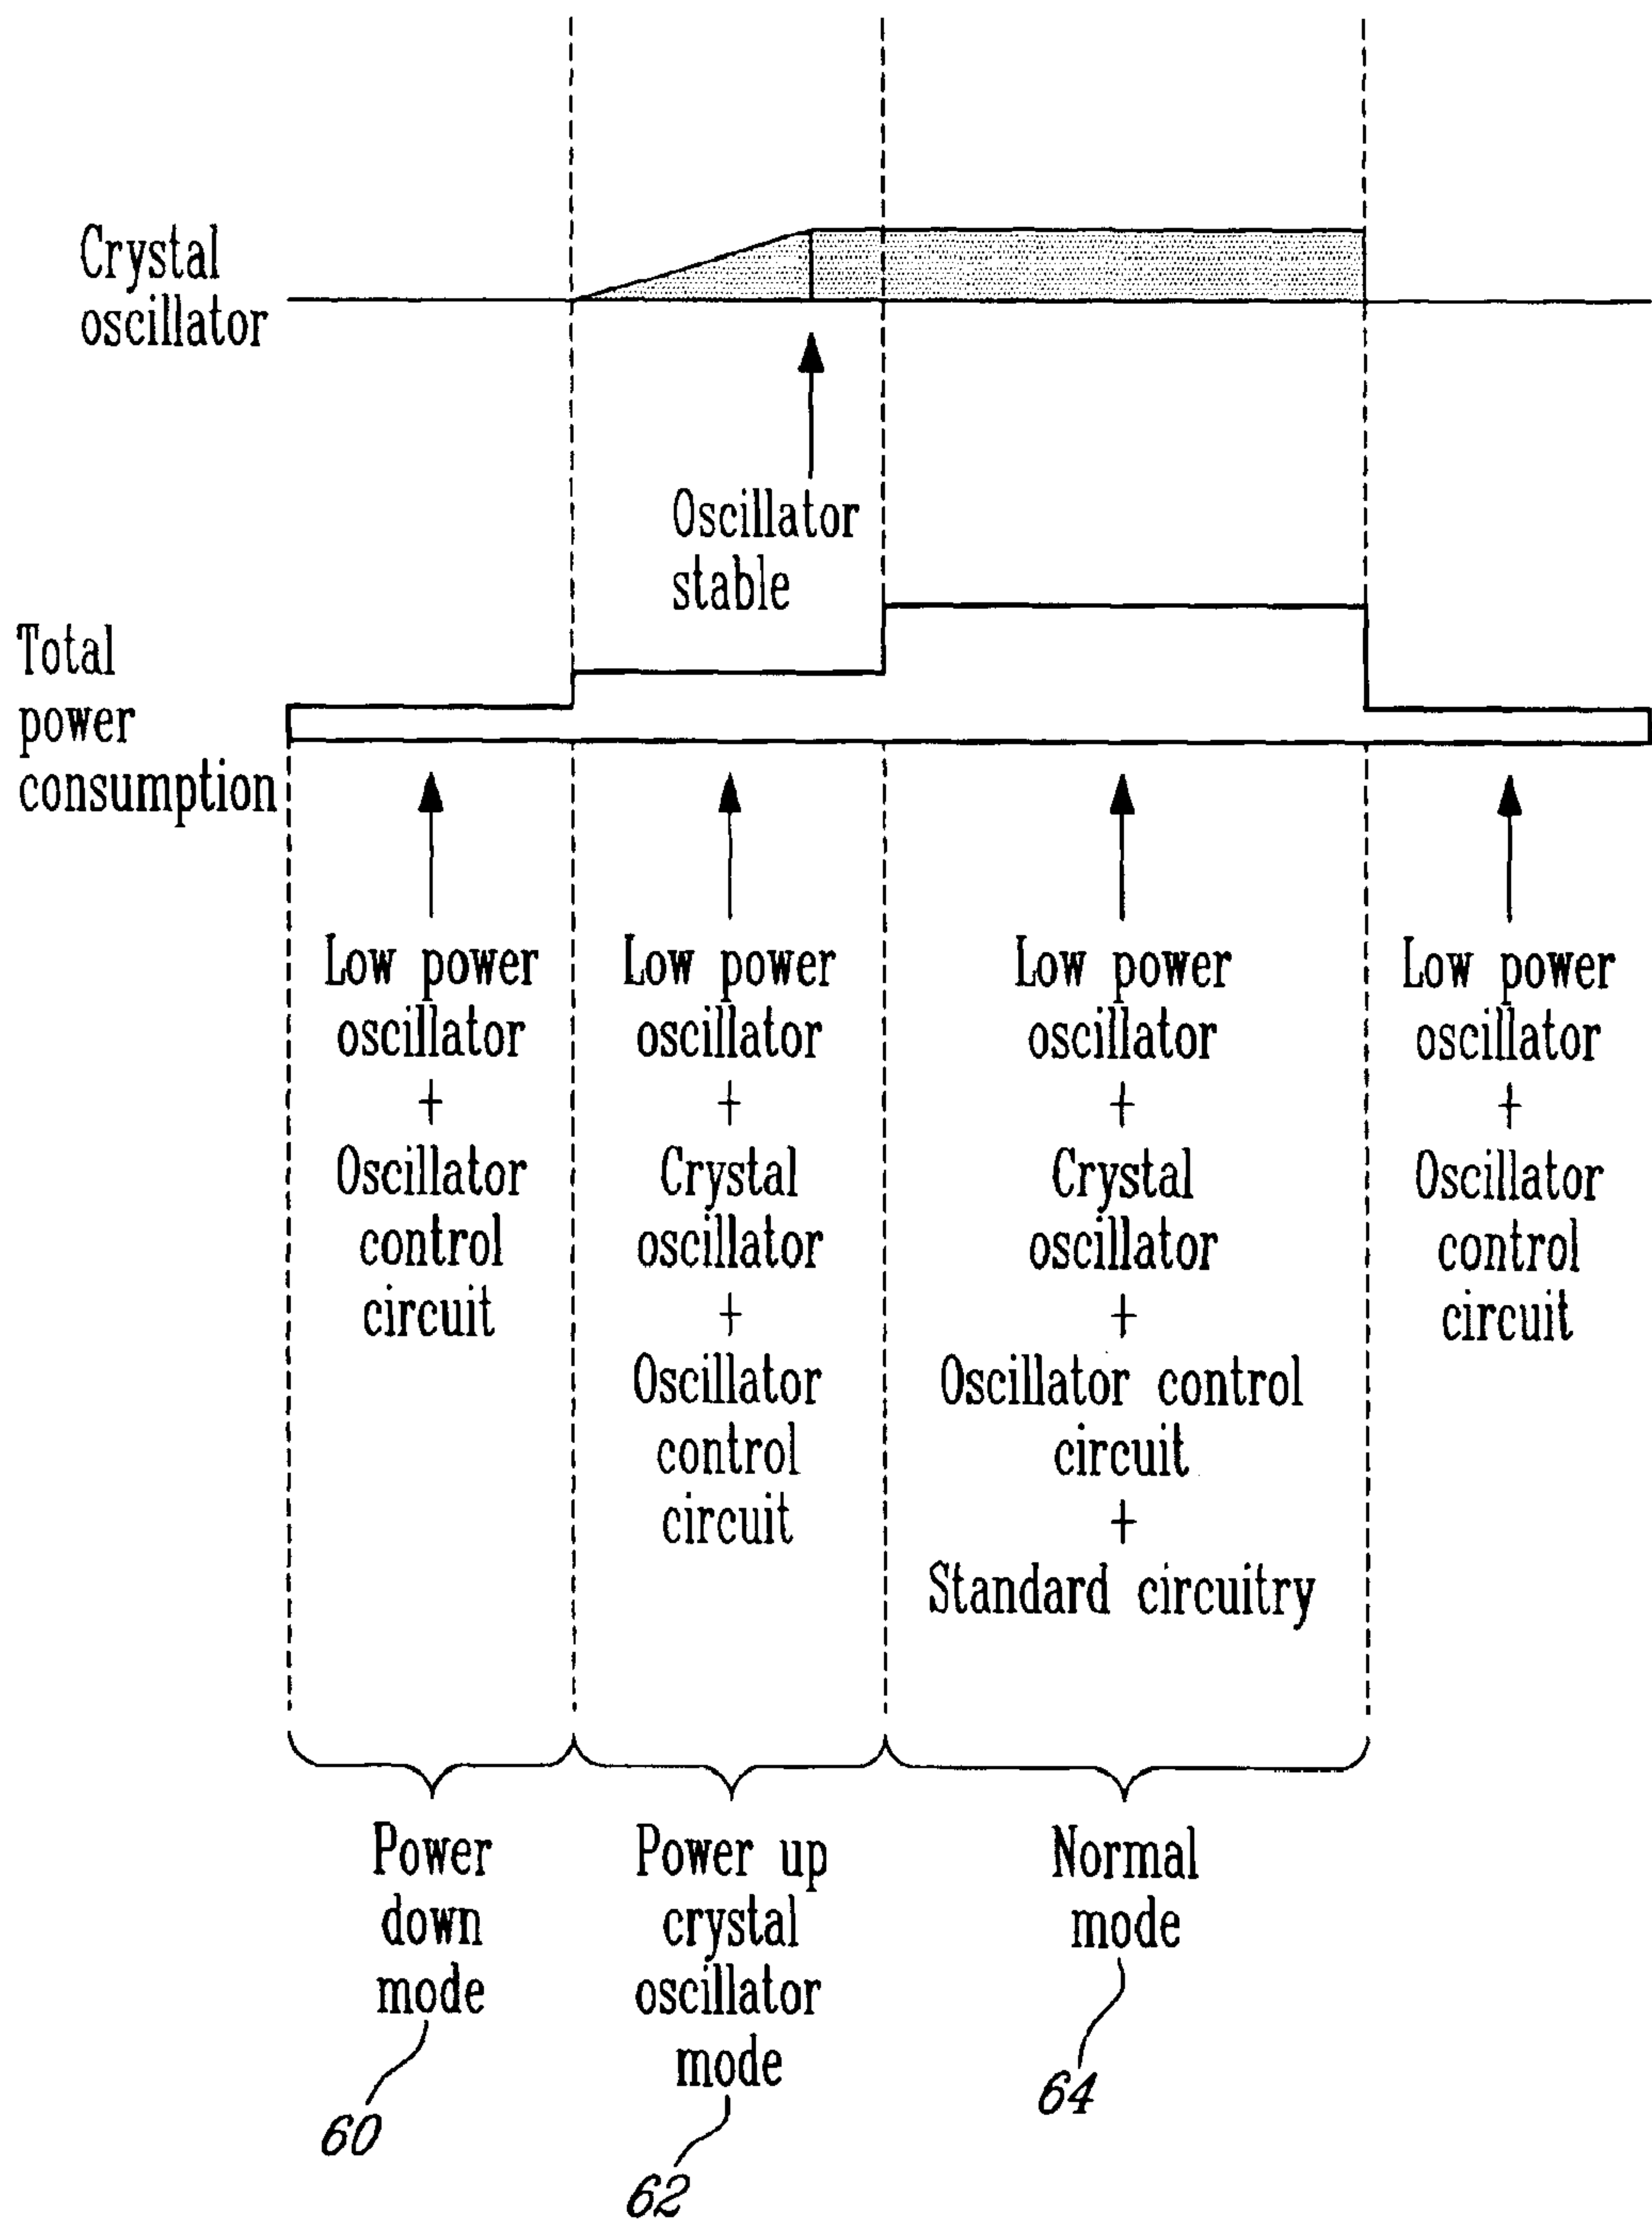 Crystal
oscillator
Oscillator
stable
Total
power
consumption
Low power
oscillator
+
Oscillator
control
circuit
Low power
oscillator
+
Crystal
oscillator
+
Oscillator
control
circuit
Low power
oscillator
+
Crystal
oscillator
+
Oscillator control
circuit
+
Standard circuitry
Low power
oscillator
+
Oscillator
control
circuit
Power
down
mode
60
Power up
crystal
oscillator
mode
62
Normal
mode
64